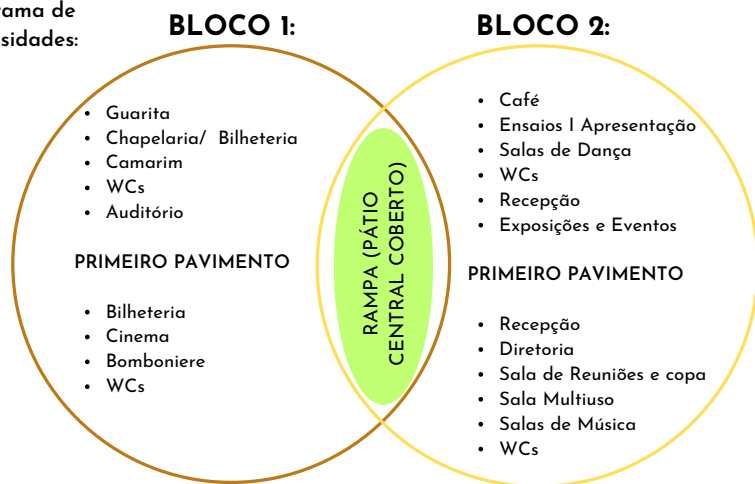 rama de
sidades:
BLOCO 1:
• Guarita
• Chapelaria/ Bilheteria
• Camarim
• WCs
• Auditório
PRIMEIRO PAVIMENTO
• Bilheteria
• Cinema
• Bomboniere
• WCs
RAMPA (PÁTIO
CENTRAL COBERTO)
BLOCO 2:
• Café
• Ensaios I Apresentação
• Salas de Dança
• WCs
• Recepção
• Exposições e Eventos
PRIMEIRO PAVIMENTO
• Recepção
• Diretoria
• Sala de Reuniões e copa
• Sala Multiuso
• Salas de Música
• WCs